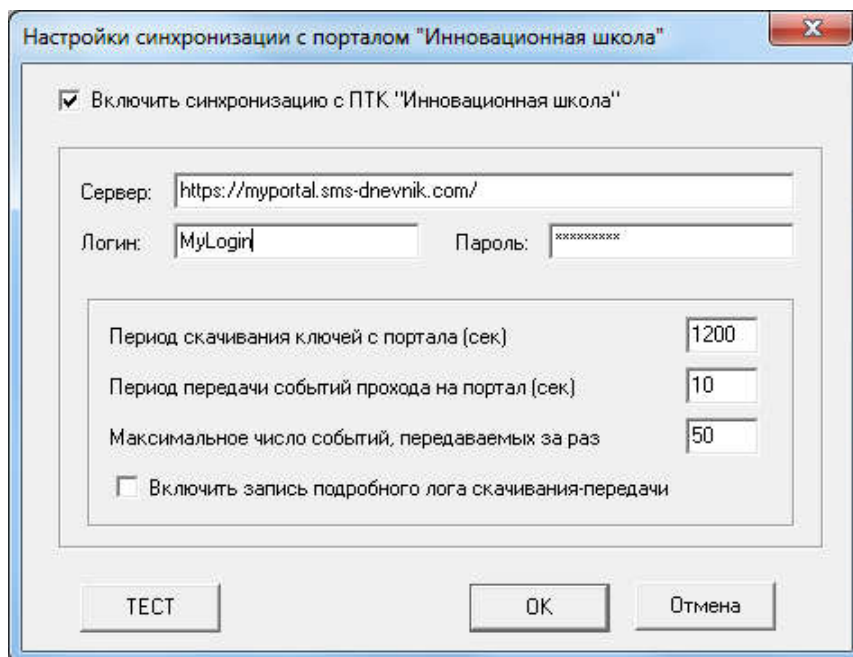 Настройки синхронизации с порталом "Инновационная школа"
Включить синхронизацию с ПТК "Инновационная школа"
Сервер: https://myportal.sms-dnevnik.com/
Логин: MyLogin Пароль: *********
Период скачивания ключей с портала (сек) 1200
Период передачи событий прохода на портал (сек) 10
Максимальное число событий, передаваемых за раз 50
Включить запись подробного лога скачивания-передачи
ТЕСТ OK Отмена